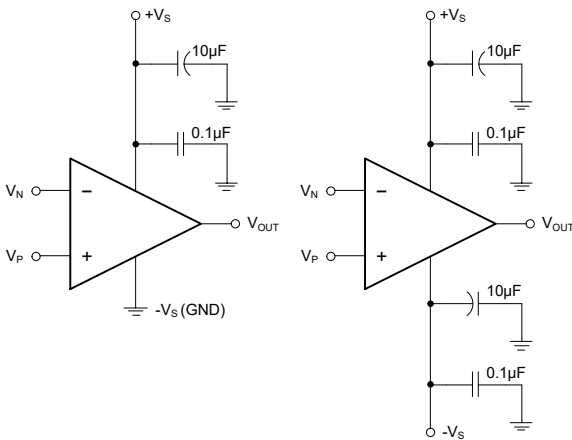 +VS
10µF
0.1µF
VN
−
VOUT
VP
+
-VS (GND)
+VS
10µF
0.1µF
VN
−
VOUT
VP
+
10µF
0.1µF
-VS